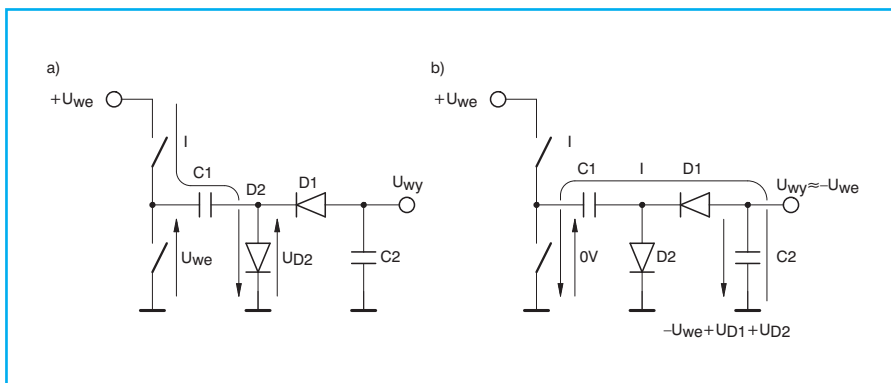 a)
+Uwe
I
C1
D2
D1
Uwy
Uwe
UD2
C2
b)
+Uwe
I
C1
I
D1
Uwy≈–Uwe
0V
D2
C2
–Uwe+UD1+UD2